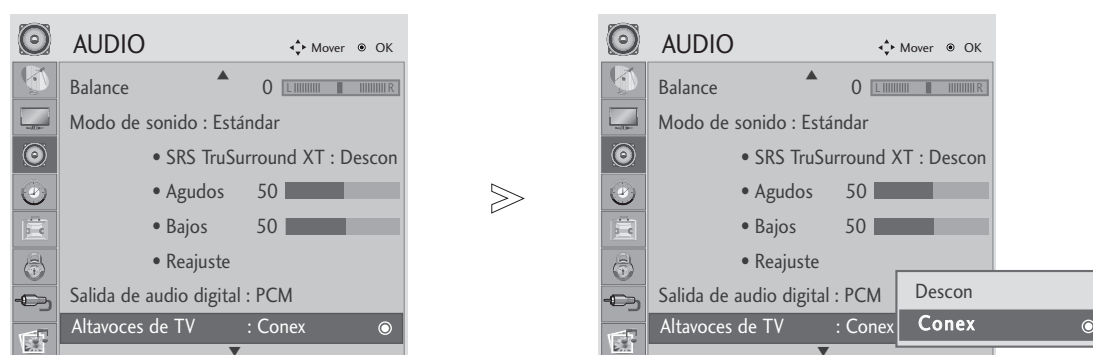 AUDIO
Mover OK
Balance 0 L R
Modo de sonido : Estándar
• SRS TruSurround XT : Descon
• Agudos 50
• Bajos 50
• Reajuste
Salida de audio digital : PCM
Altavoces de TV : Conex
AUDIO
Mover OK
Balance 0 L R
Modo de sonido : Estándar
• SRS TruSurround XT : Descon
• Agudos 50
• Bajos 50
• Reajuste
Salida de audio digital : PCM
Altavoces de TV : Conex
Descon
Conex